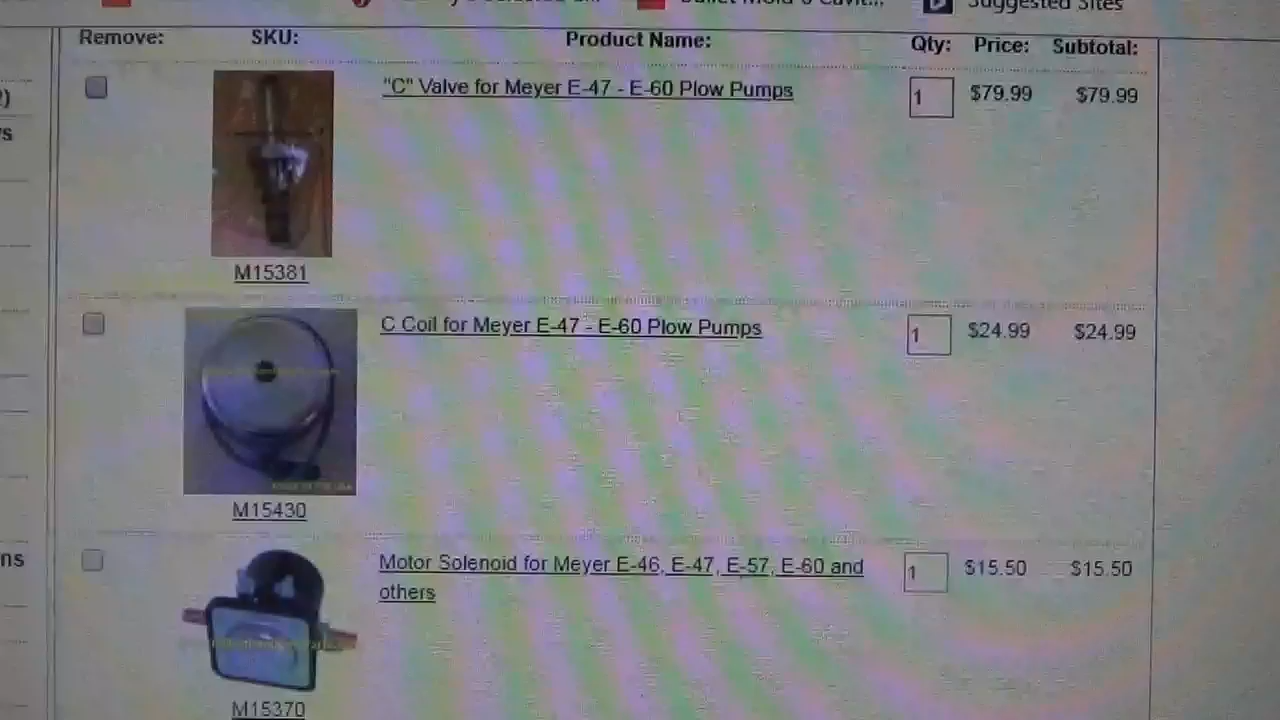 Suggested Sites
Remove: SKU: Product Name: Qty: Price: Subtotal:
"C" Valve for Meyer E-47 - E-60 Plow Pumps 1 $79.99 $79.99
M15381
C Coil for Meyer E-47 - E-60 Plow Pumps 1 $24.99 $24.99
M15430
ns
Motor Solenoid for Meyer E-46, E-47, E-57, E-60 and 1 $15.50 $15.50
others
M15370